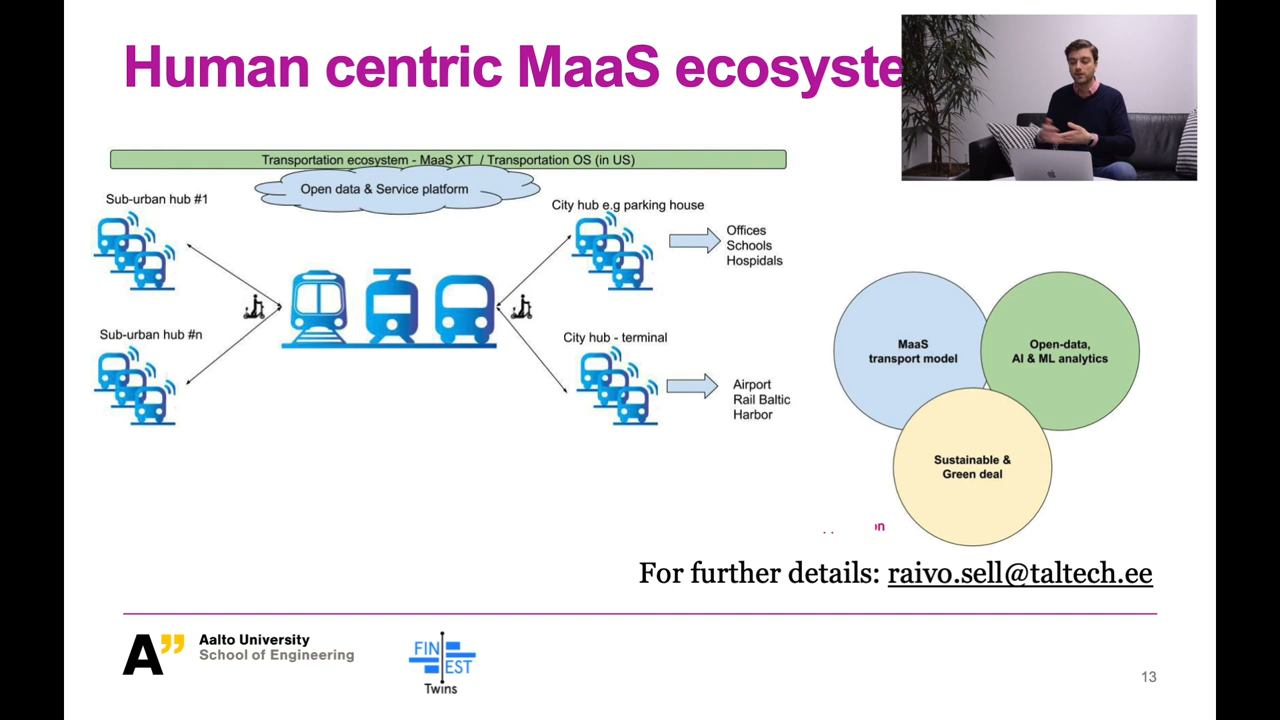 Human centric MaaS ecosyste
Transportation ecosystem - MaaS XT / Transportation OS (in US)
Open data & Service platform
Sub-urban hub #1
City hub e.g parking house
Offices
Schools
Hospidals
Sub-urban hub #n
City hub - terminal
Airport
Rail Baltic
Harbor
MaaS
transport model
Open-data,
AI & ML analytics
Sustainable &
Green deal
For further details: raivo.sell@taltech.ee
A”
Aalto University
School of Engineering
FIN
EST
Twins
13